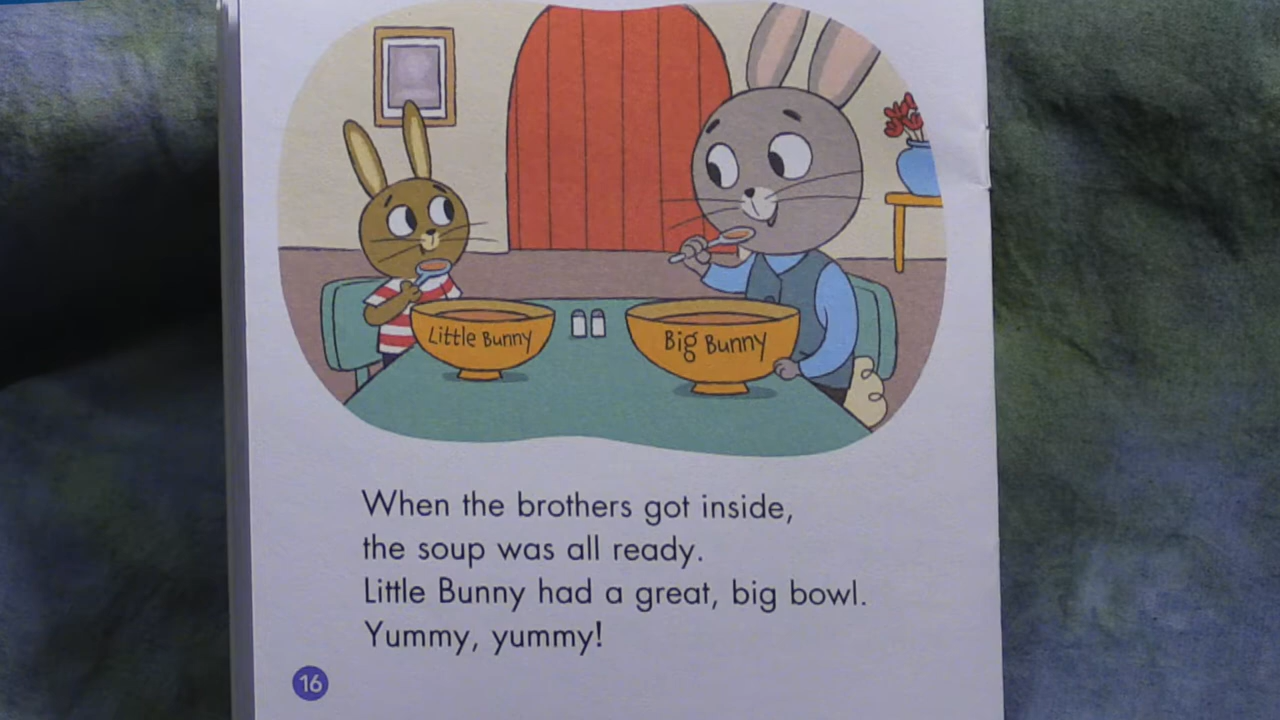 Little Bunny
Big Bunny
When the brothers got inside,
the soup was all ready.
Little Bunny had a great, big bowl.
Yummy, yummy!
16